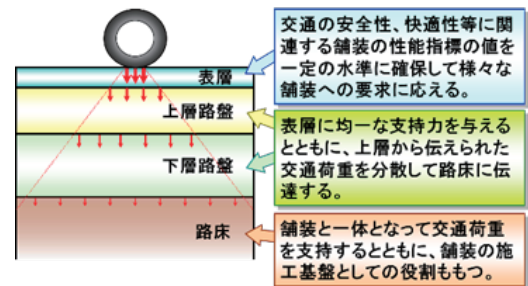 表層
上層路盤
下層路盤
路床
交通の安全性、快適性等に関
連する舗装の性能指標の値を
一定の水準に確保して様々な
舗装への要求に応える。
表層に均一な支持力を与える
とともに、上層から伝えられた
交通荷重を分散して路床に伝
達する。
舗装と一体となって交通荷重
を支持するとともに、舗装の施
工基盤としての役割ももつ。